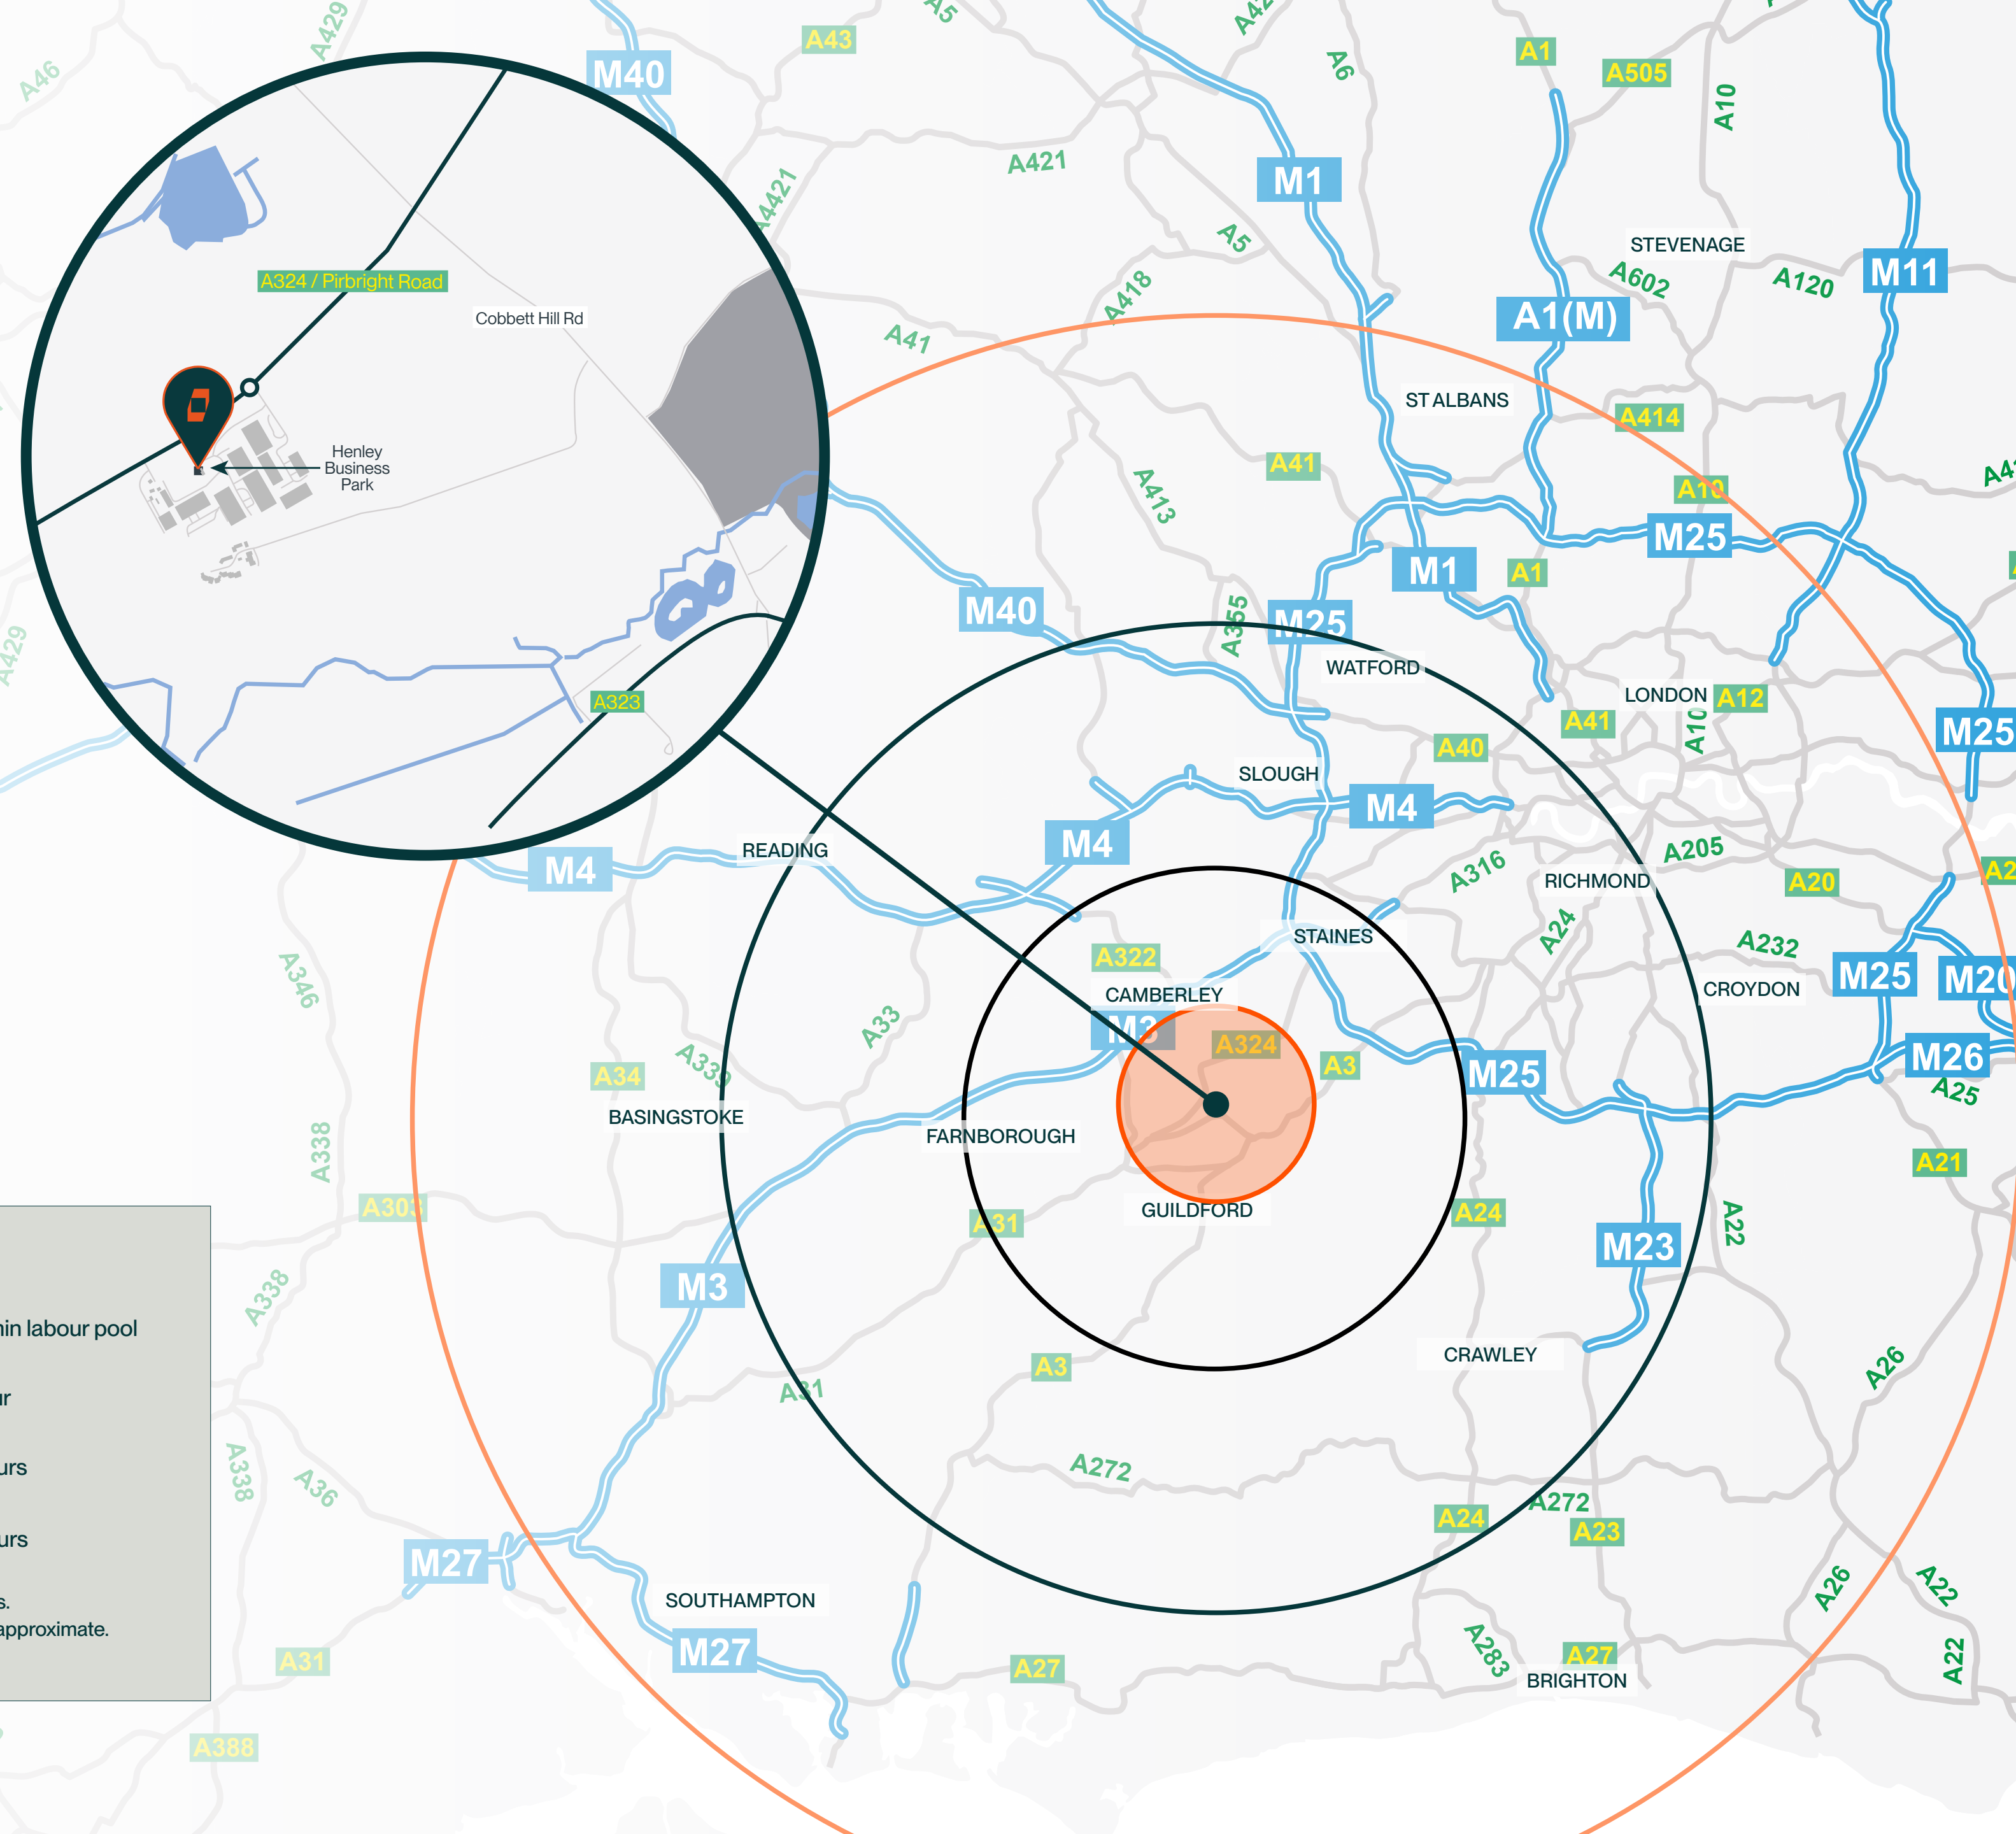 A429
A46
M40
A43
A5
A6
A1
A505
A10
A421
M1
A4421
A5
STEVENAGE
A602
A120
M11
A324 / Pirbright Road
Cobbett Hill Rd
A418
A1(M)
A41
ST ALBANS
A414
Henley
Business
Park
A41
A413
A10
M25
M1
A1
M40
A355
M25
A429
WATFORD
LONDON
A12
A323
A41
A10
M25
A40
SLOUGH
M4
M4
READING
M4
A205
A316
RICHMOND
A20
A24
STAINES
A232
A322
A346
CAMBERLEY
CROYDON
M25
M20
M3
A33
A324
A339
A34
A3
M25
M26
A25
BASINGSTOKE
FARNBOROUGH
A338
A21
A303
GUILDFORD
A24
A31
A22
M23
M3
A338
labour pool
CRAWLEY
A3
A26
A31
A272
A338
A36
A272
A24
A23
M27
approximate.
SOUTHAMPTON
A26
A22
M27
A283
A27
A27
A31
A22
BRIGHTON
A388